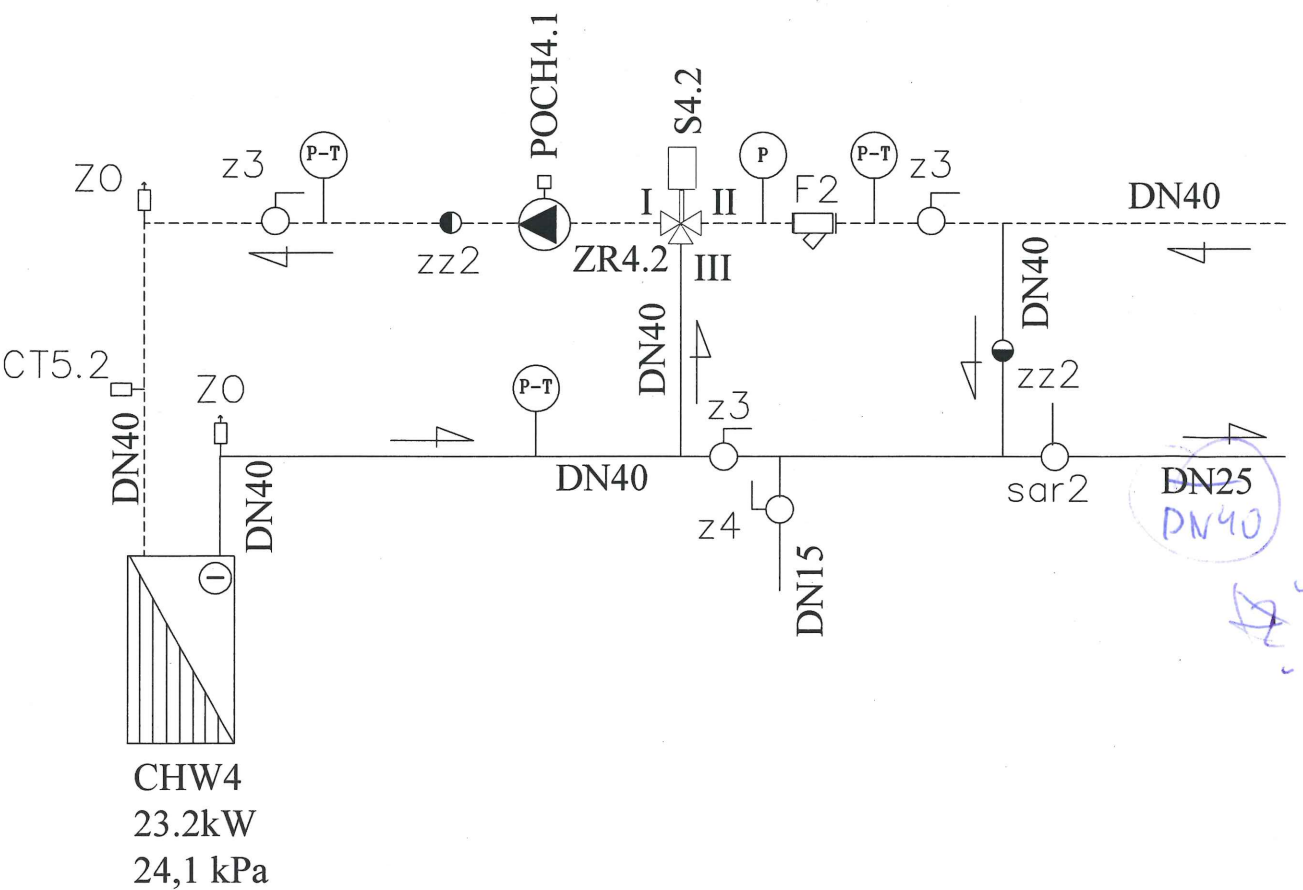 POCH4.1
S4.2
ZO
z3
P-T
P
P-T
z3
F2
I
II
DN40
zz2
ZR4.2
III
DN40
DN40
CT5.2
ZO
P-T
zz2
z3
DN40
DN40
DN40
sar2
DN25
DN40
z4
DN15
CHW4
23.2kW
24,1 kPa